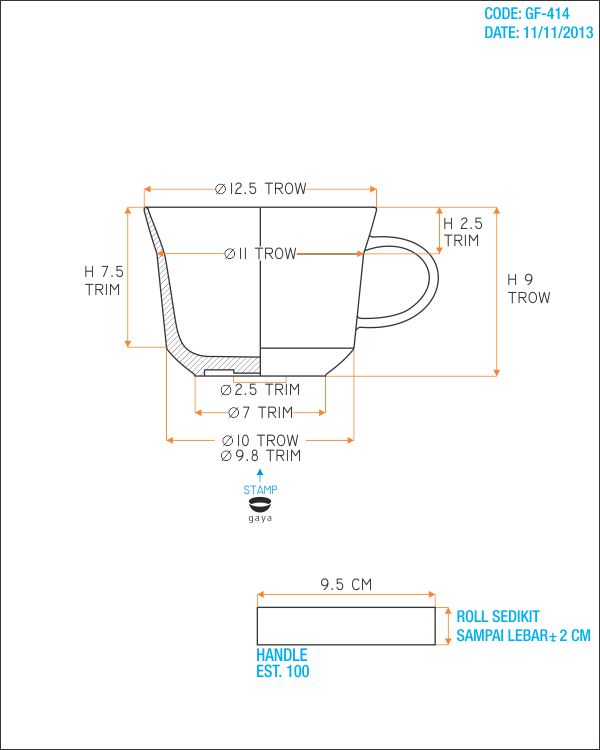 CODE: GF-414
DATE: 11/11/2013
Ø12.5 TROW
H 2.5
TRIM
Ø11 TROW
H 7.5
TRIM
H 9
TROW
Ø2.5 TRIM
Ø7 TRIM
Ø10 TROW
Ø9.8 TRIM
STAMP
gaya
9.5 CM
ROLL SEDIKIT
SAMPAI LEBAR± 2 CM
HANDLE
EST. 100